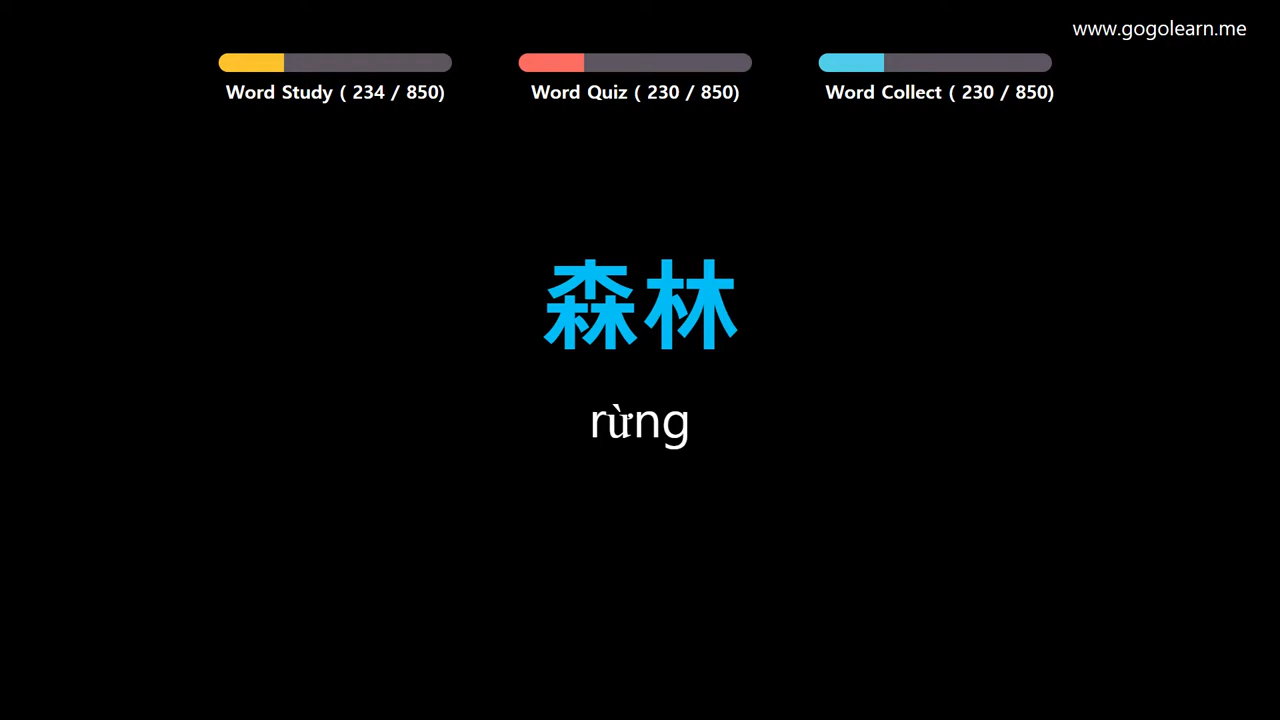 www.gogolearn.me
Word Study ( 234 / 850)
Word Quiz ( 230 / 850)
Word Collect ( 230 / 850)
森林
rừng